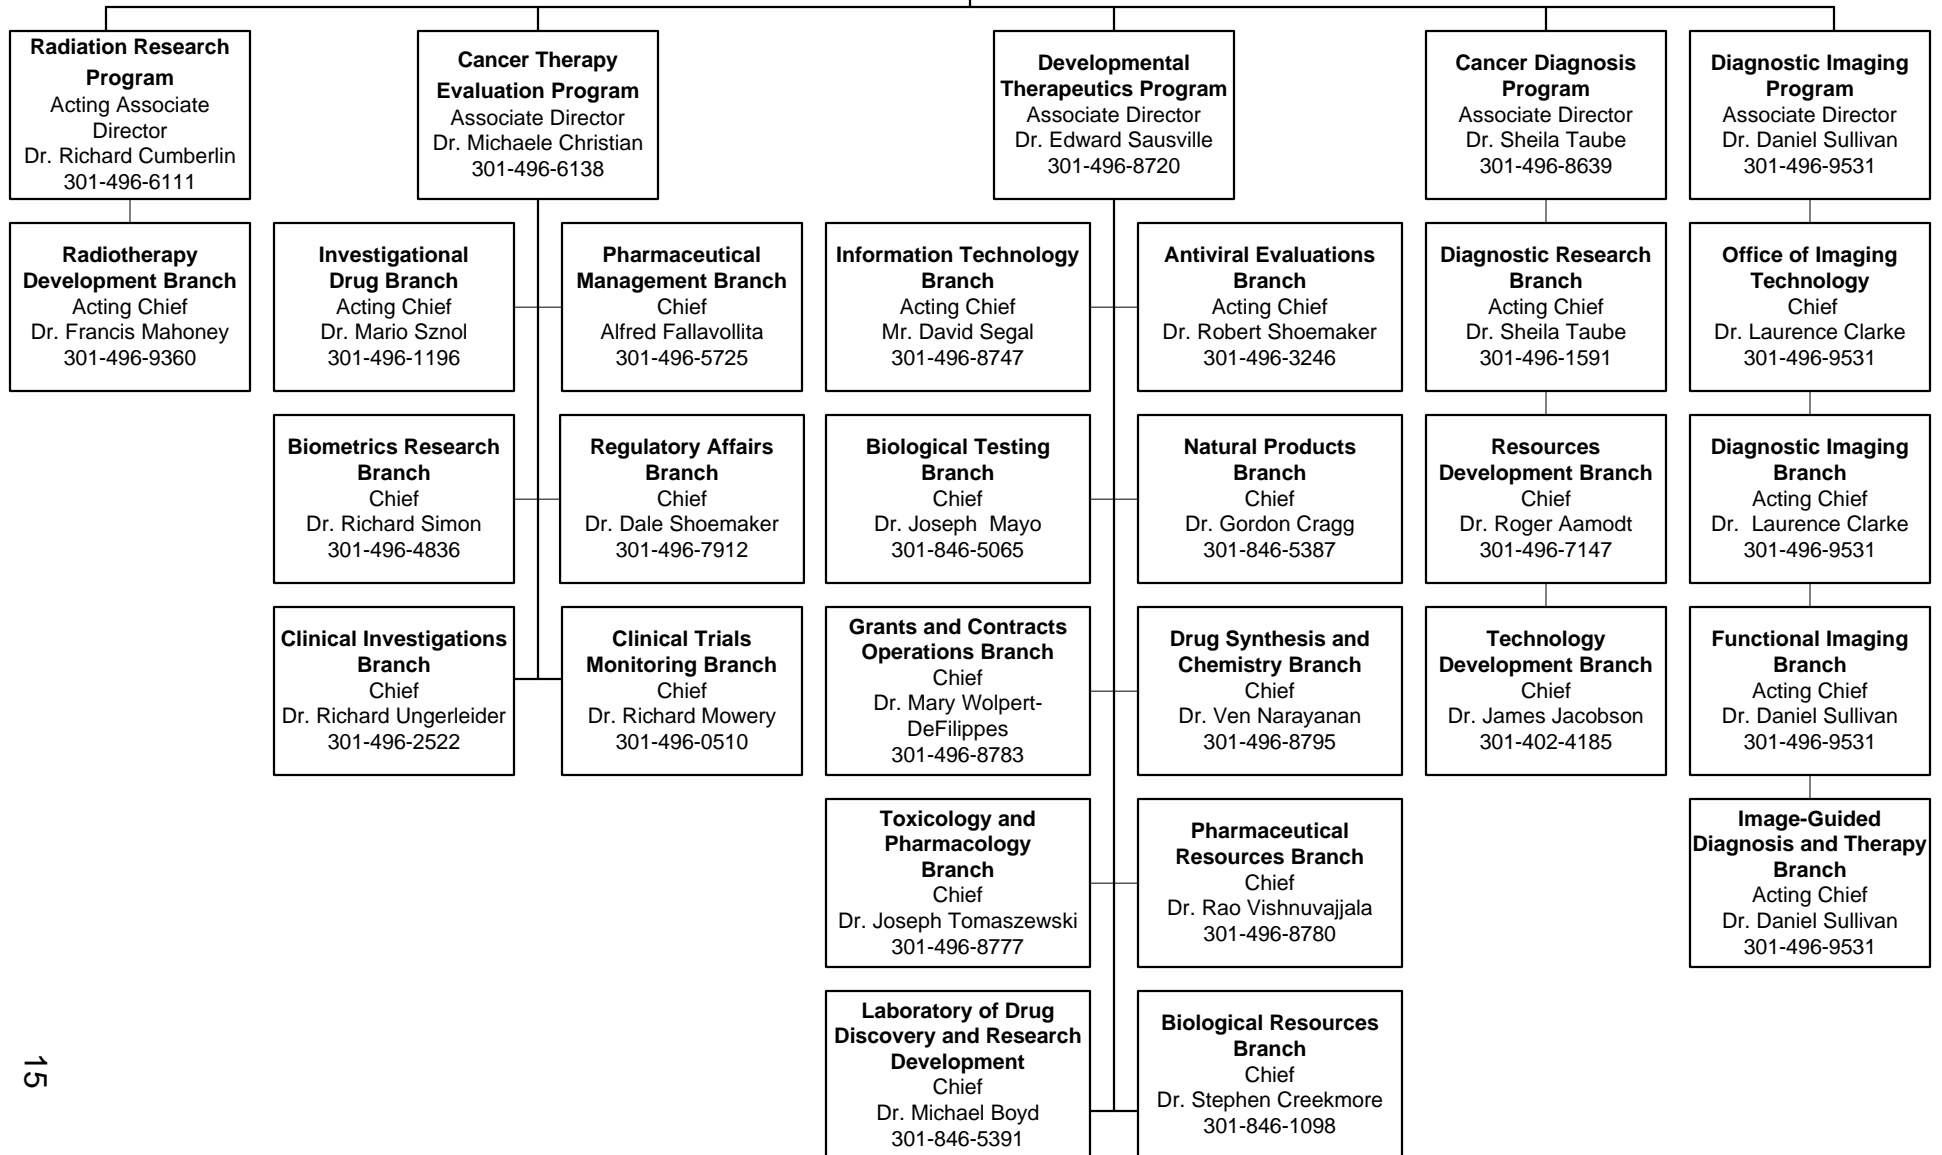 Radiation Research
Program
Acting Associate
Director
Dr. Richard Cumberlin
301-496-6111
Cancer Therapy
Evaluation Program
Associate Director
Dr. Michaele Christian
301-496-6138
Developmental
Therapeutics Program
Associate Director
Dr. Edward Sausville
301-496-8720
Cancer Diagnosis
Program
Associate Director
Dr. Sheila Taube
301-496-8639
Diagnostic Imaging
Program
Associate Director
Dr. Daniel Sullivan
301-496-9531
Radiotherapy
Development Branch
Acting Chief
Dr. Francis Mahoney
301-496-9360
Investigational
Drug Branch
Acting Chief
Dr. Mario Sznol
301-496-1196
Pharmaceutical
Management Branch
Chief
Alfred Fallavollita
301-496-5725
Information Technology
Branch
Acting Chief
Mr. David Segal
301-496-8747
Antiviral Evaluations
Branch
Acting Chief
Dr. Robert Shoemaker
301-496-3246
Diagnostic Research
Branch
Acting Chief
Dr. Sheila Taube
301-496-1591
Office of Imaging
Technology
Chief
Dr. Laurence Clarke
301-496-9531
Biometrics Research
Branch
Chief
Dr. Richard Simon
301-496-4836
Regulatory Affairs
Branch
Chief
Dr. Dale Shoemaker
301-496-7912
Biological Testing
Branch
Chief
Dr. Joseph Mayo
301-846-5065
Natural Products
Branch
Chief
Dr. Gordon Cragg
301-846-5387
Resources
Development Branch
Chief
Dr. Roger Aamodt
301-496-7147
Diagnostic Imaging
Branch
Acting Chief
Dr. Laurence Clarke
301-496-9531
Clinical Investigations
Branch
Chief
Dr. Richard Ungerleider
301-496-2522
Clinical Trials
Monitoring Branch
Chief
Dr. Richard Mowery
301-496-0510
Grants and Contracts
Operations Branch
Chief
Dr. Mary Wolpert-
DeFilippes
301-496-8783
Drug Synthesis and
Chemistry Branch
Chief
Dr. Ven Narayanan
301-496-8795
Technology
Development Branch
Chief
Dr. James Jacobson
301-402-4185
Functional Imaging
Branch
Acting Chief
Dr. Daniel Sullivan
301-496-9531
Toxicology and
Pharmacology
Branch
Chief
Dr. Joseph Tomaszewski
301-496-8777
Pharmaceutical
Resources Branch
Chief
Dr. Rao Vishnuvajjala
301-496-8780
Image-Guided
Diagnosis and Therapy
Branch
Acting Chief
Dr. Daniel Sullivan
301-496-9531
Laboratory of Drug
Discovery and Research
Development
Chief
Dr. Michael Boyd
301-846-5391
Biological Resources
Branch
Chief
Dr. Stephen Creekmore
301-846-1098
15